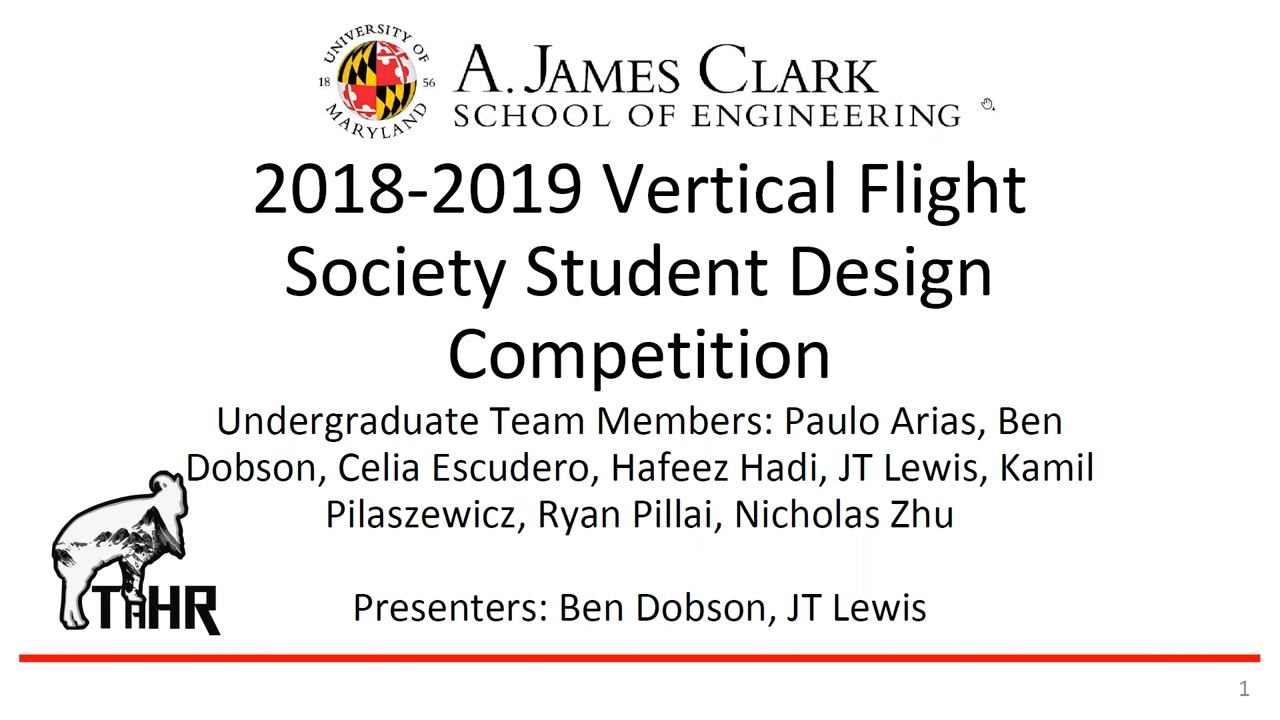 UNIVERSITY OF
18 56
MARYLAND
A. JAMES CLARK
SCHOOL OF ENGINEERING
2018-2019 Vertical Flight
Society Student Design
Competition
Undergraduate Team Members: Paulo Arias, Ben
Dobson, Celia Escudero, Hafeez Hadi, JT Lewis, Kamil
Pilaszewicz, Ryan Pillai, Nicholas Zhu
TAHR
Presenters: Ben Dobson, JT Lewis
1